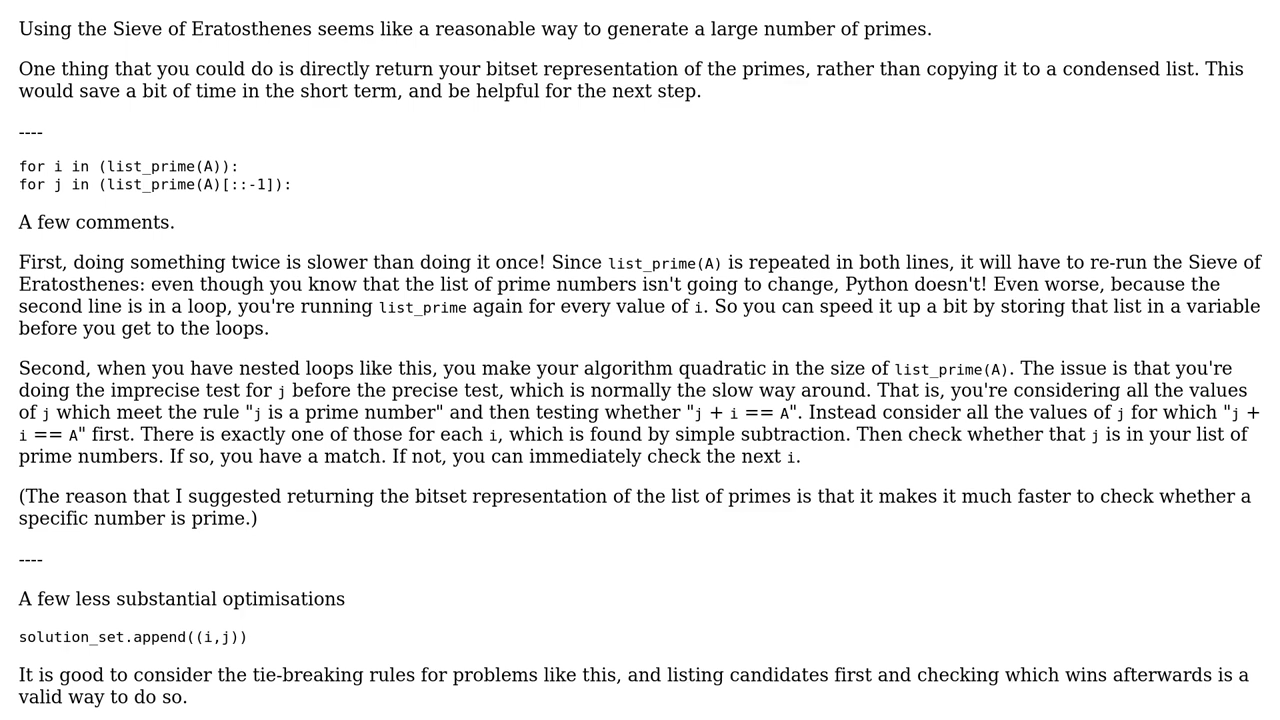 Using the Sieve of Eratosthenes seems like a reasonable way to generate a large number of primes.
One thing that you could do is directly return your bitset representation of the primes, rather than copying it to a condensed list. This
would save a bit of time in the short term, and be helpful for the next step.
----
for i in (list_prime(A)):
for j in (list_prime(A)[::-1]):
A few comments.
First, doing something twice is slower than doing it once! Since list_prime(A) is repeated in both lines, it will have to re-run the Sieve of
Eratosthenes: even though you know that the list of prime numbers isn't going to change, Python doesn't! Even worse, because the
second line is in a loop, you're running list_prime again for every value of i. So you can speed it up a bit by storing that list in a variable
before you get to the loops.
Second, when you have nested loops like this, you make your algorithm quadratic in the size of list_prime(A). The issue is that you're
doing the imprecise test for j before the precise test, which is normally the slow way around. That is, you're considering all the values
of j which meet the rule "j is a prime number" and then testing whether "j + i == A". Instead consider all the values of j for which "j +
i == A" first. There is exactly one of those for each i, which is found by simple subtraction. Then check whether that j is in your list of
prime numbers. If so, you have a match. If not, you can immediately check the next i.
(The reason that I suggested returning the bitset representation of the list of primes is that it makes it much faster to check whether a
specific number is prime.)
----
A few less substantial optimisations
solution_set.append((i,j))
It is good to consider the tie-breaking rules for problems like this, and listing candidates first and checking which wins afterwards is a
valid way to do so.